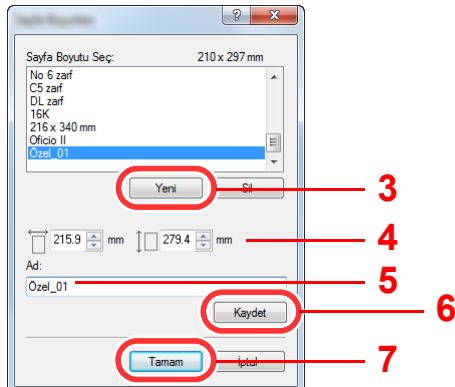 Sayfa Boyutları
Sayfa Boyutu Seç: 210 x 297 mm
No 6 zarf
C5 zarf
DL zarf
16K
216 x 340 mm
Oficio II
Özel_01
Yeni Sil 3
215.9 mm 279.4 mm 4
Ad:
Özel_01 5
Kaydet 6
Tamam İptal 7